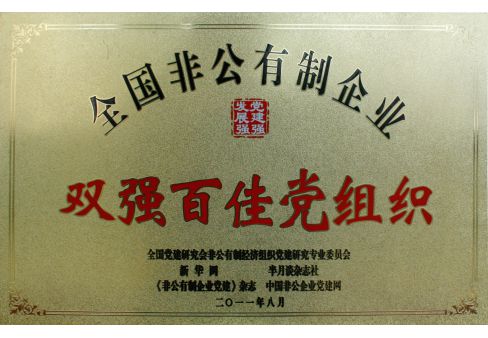 全国非公有制企业
党建强
发展强
双强百佳党组织
全国党建研究会非公有制经济组织党建研究专业委员会
新华网 半月谈杂志社
《非公有制企业党建》杂志 中国非公企业党建网
二〇一一年八月